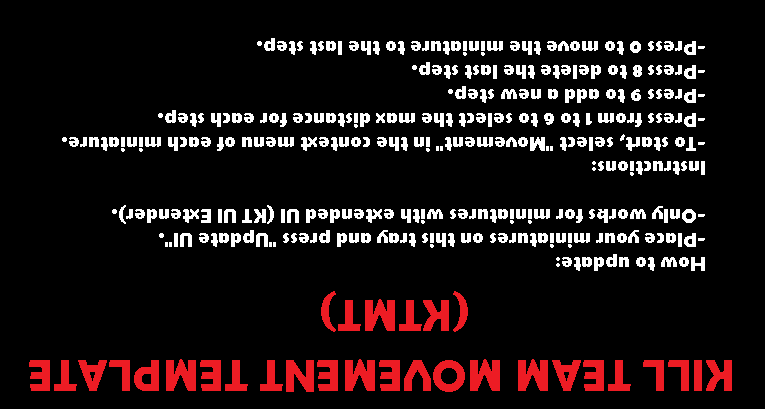 KILL TEAM MOVEMENT TEMPLATE
(KTMT)
How to update:
-Place your miniatures on this tray and press "Update UI".
-Only works for miniatures with extended UI (KT UI Extender).
Instructions:
-To start, select "Movement" in the context menu of each miniature.
-Press from 1 to 6 to select the max distance for each step.
-Press 9 to add a new step.
-Press 8 to delete the last step.
-Press 0 to move the miniature to the last step.